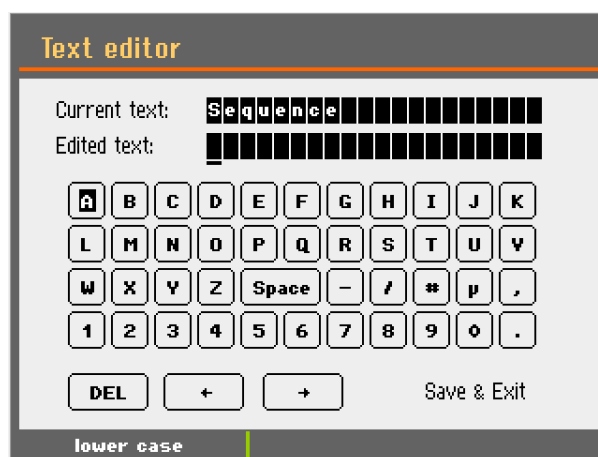 Text editor
Current text: Sequence
Edited text:
A B C D E F G H I J K
L M N O P Q R S T U V
W X Y Z Space - / # µ ,
1 2 3 4 5 6 7 8 9 0 .
DEL ← → Save & Exit
lower case